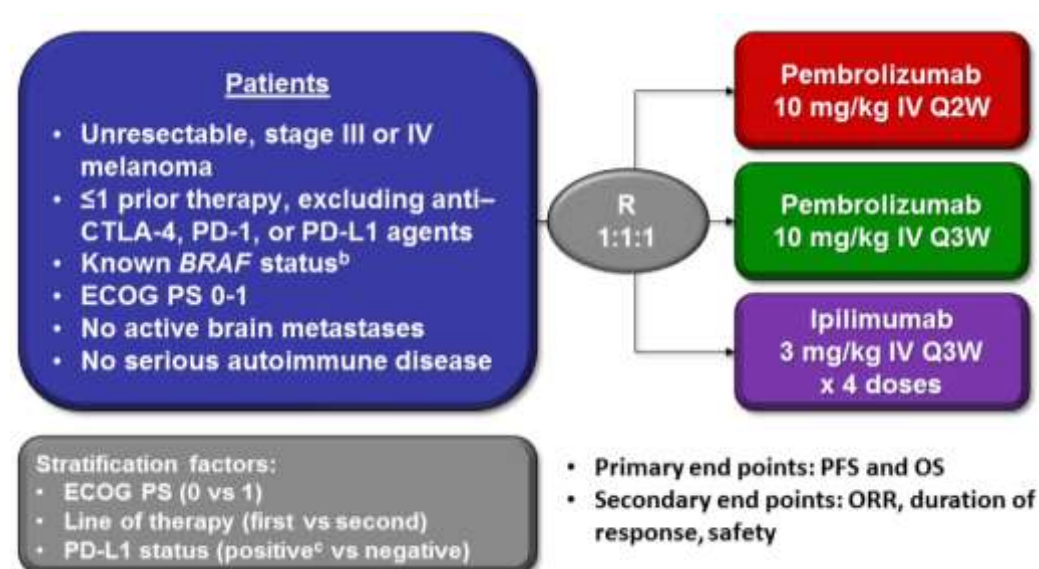 Patients
• Unresectable, stage III or IV
melanoma
• ≤1 prior therapy, excluding anti–
CTLA-4, PD-1, or PD-L1 agents
• Known BRAF statusᵇ
• ECOG PS 0-1
• No active brain metastases
• No serious autoimmune disease
R
1:1:1
Pembrolizumab
10 mg/kg IV Q2W
Pembrolizumab
10 mg/kg IV Q3W
Ipilimumab
3 mg/kg IV Q3W
x 4 doses
Stratification factors:
• ECOG PS (0 vs 1)
• Line of therapy (first vs second)
• PD-L1 status (positiveᶜ vs negative)
• Primary end points: PFS and OS
• Secondary end points: ORR, duration of
response, safety